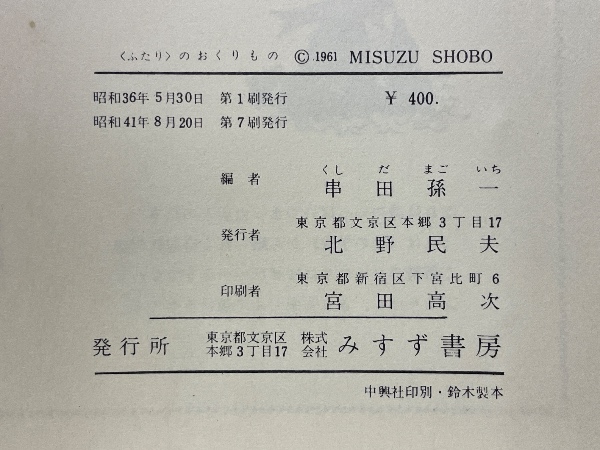 〈ふたり〉のおくりもの Ⓒ 1961 MISUZU SHOBO
昭和36年5月30日 第1刷発行 ¥ 400.
昭和41年8月20日 第7刷発行
くし だ まご いち
編者 串田孫一
東京都文京区本郷3丁目17
発行者 北野民夫
東京都新宿区下宮比町6
印刷者 宮田高次
東京都文京区 株式
発行所 本郷3丁目17 会社 みすず書房
中興社印別・鈴木製本